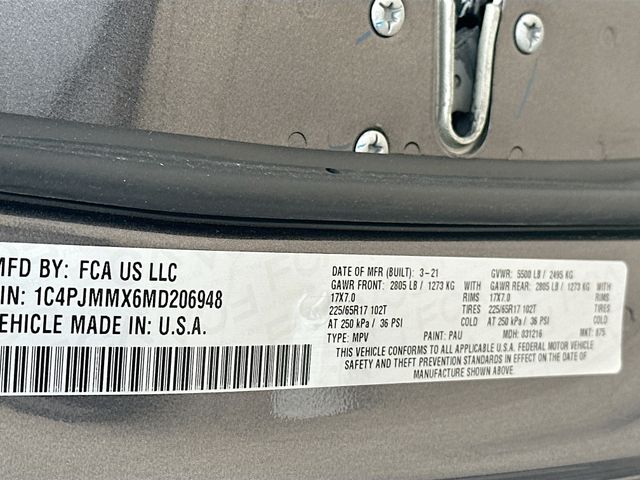 MFD BY: FCA US LLC
IN: 1C4PJMMX6MD206948
VEHICLE MADE IN: U.S.A.
DATE OF MFR (BUILT): 3-21 GVWR: 5500 LB / 2495 KG
GAWR FRONT: 2805 LB / 1273 KG WITH GAWR REAR: 2805 LB / 1273 KG WITH
17X7.0 RIMS 17X7.0 RIMS
225/65R17 102T TIRES 225/65R17 102T TIRES
AT 250 kPa / 36 PSI COLD AT 250 kPa / 36 PSI COLD
TYPE: MPV PAINT: PAU MDH: 031216 MKT: 875-
THIS VEHICLE CONFORMS TO ALL APPLICABLE U.S.A. FEDERAL MOTOR VEHICLE
SAFETY AND THEFT PREVENTION STANDARDS IN EFFECT ON THE DATE OF
MANUFACTURE SHOWN ABOVE.